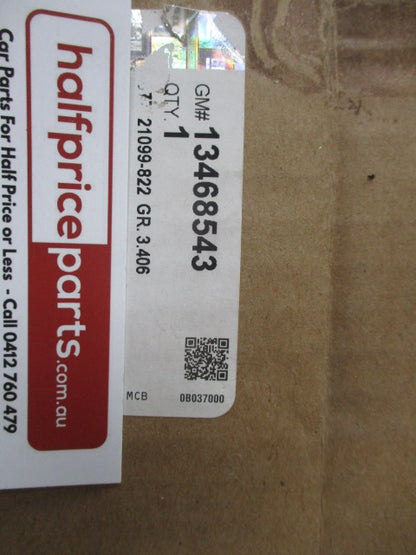 GM# 13468543
QTY. 1
21099-822 GR. 3.406
MCB 0B037000
halfpriceparts.com.au
Car Parts For Half Price or Less - Call 0412 760 479